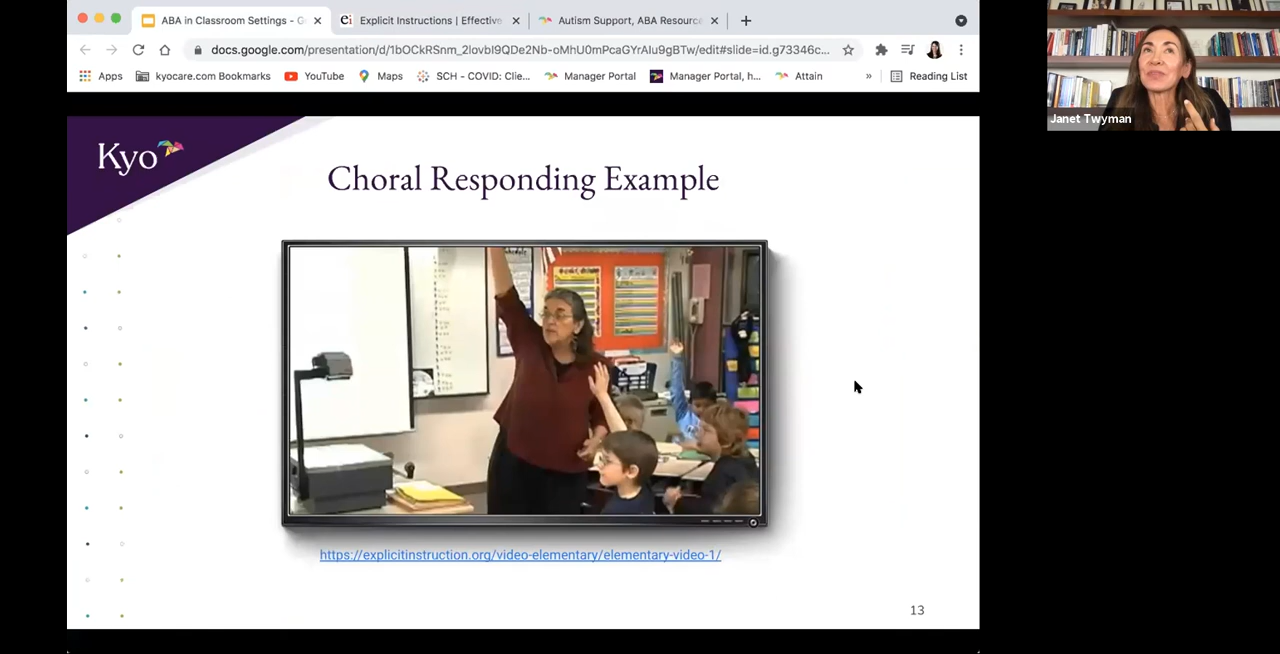 ABA in Classroom Settings - G
Explicit Instructions | Effective
Autism Support, ABA Resource
docs.google.com/presentation/d/1bOCkRSnm_2lovbI9QDe2Nb-oMhU0mPcaGYrAlu9gBTw/edit#slide=id.g73346c...
Apps
kyocare.com Bookmarks
YouTube
Maps
SCH - COVID: Clie...
Manager Portal
Manager Portal, h...
Attain
»
Reading List
Janet Twyman
Kyo
Choral Responding Example
https://explicitinstruction.org/video-elementary/elementary-video-1/
13